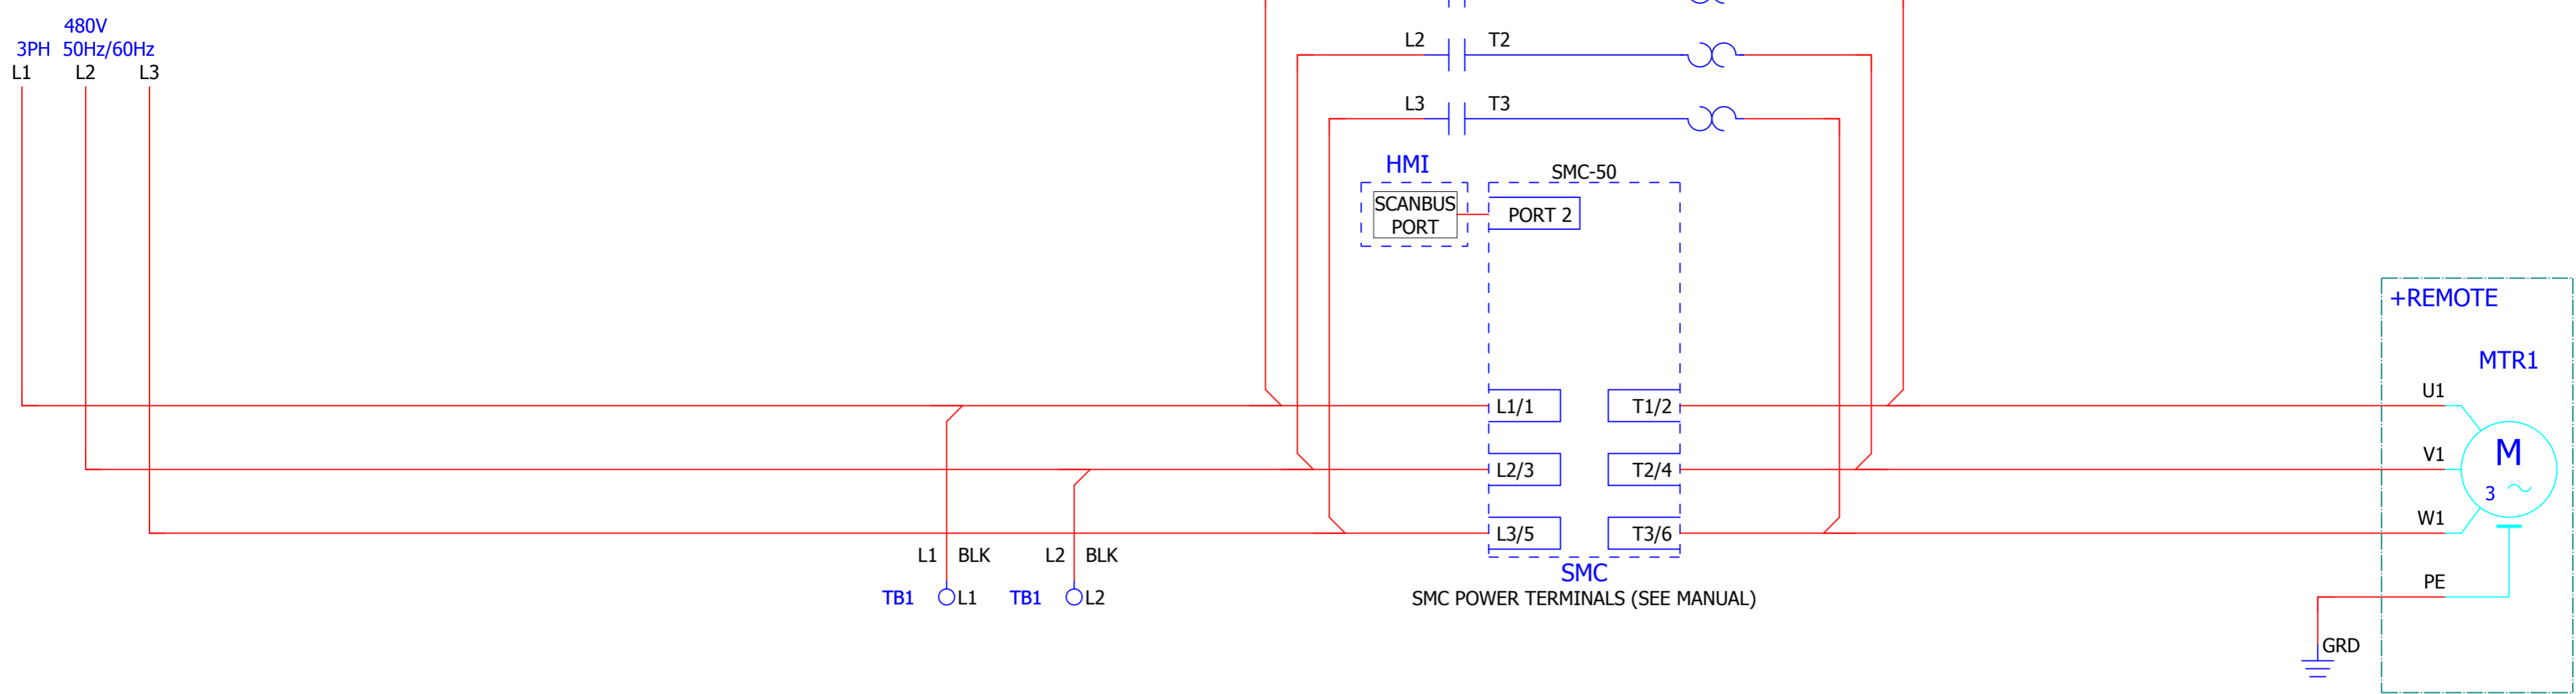 480V
3PH 50Hz/60Hz
L1 L2 L3
L2 T2
L3 T3
HMI
SMC-50
SCANBUS
PORT
PORT 2
+REMOTE
MTR1
U1
L1/1 T1/2
V1
M
3
L2/3 T2/4
W1
L3/5 T3/6
L1 BLK L2 BLK
SMC
PE
TB1 L1 TB1 L2
SMC POWER TERMINALS (SEE MANUAL)
GRD